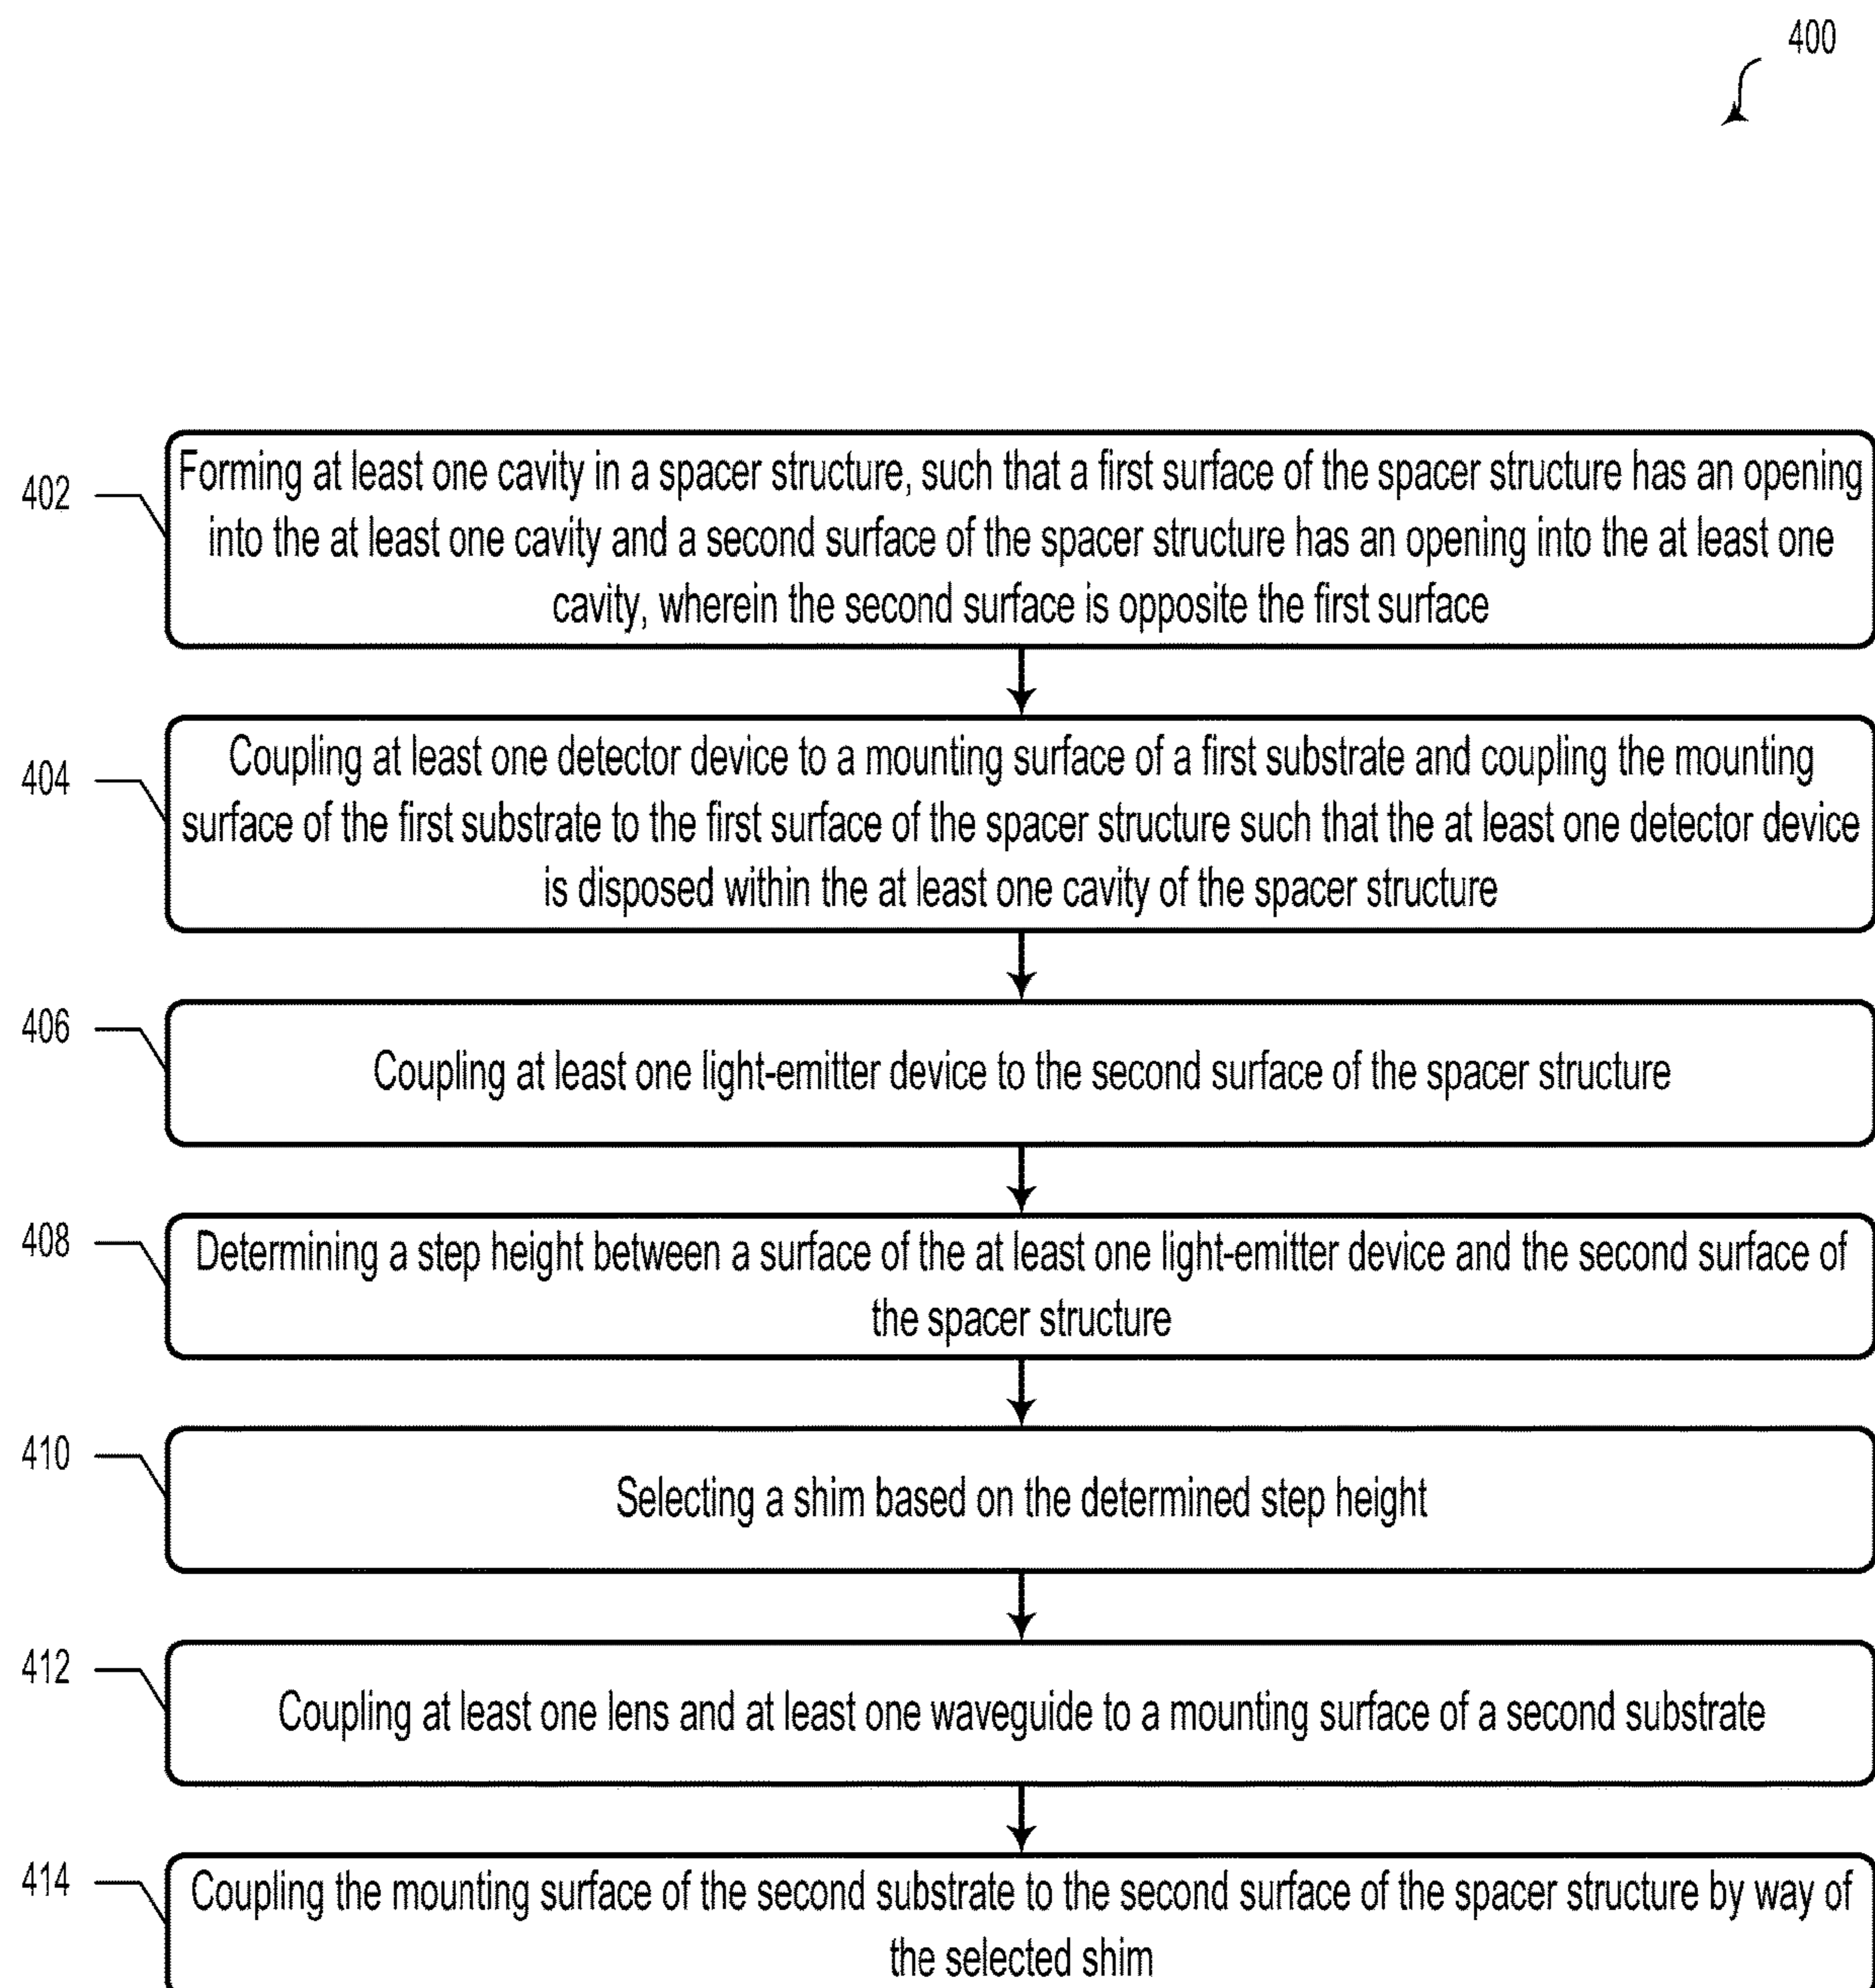 400
402
Forming at least one cavity in a spacer structure, such that a first surface of the spacer structure has an opening
into the at least one cavity and a second surface of the spacer structure has an opening into the at least one
cavity, wherein the second surface is opposite the first surface
404
Coupling at least one detector device to a mounting surface of a first substrate and coupling the mounting
surface of the first substrate to the first surface of the spacer structure such that the at least one detector device
is disposed within the at least one cavity of the spacer structure
406
Coupling at least one light-emitter device to the second surface of the spacer structure
408
Determining a step height between a surface of the at least one light-emitter device and the second surface of
the spacer structure
410
Selecting a shim based on the determined step height
412
Coupling at least one lens and at least one waveguide to a mounting surface of a second substrate
414
Coupling the mounting surface of the second substrate to the second surface of the spacer structure by way of
the selected shim